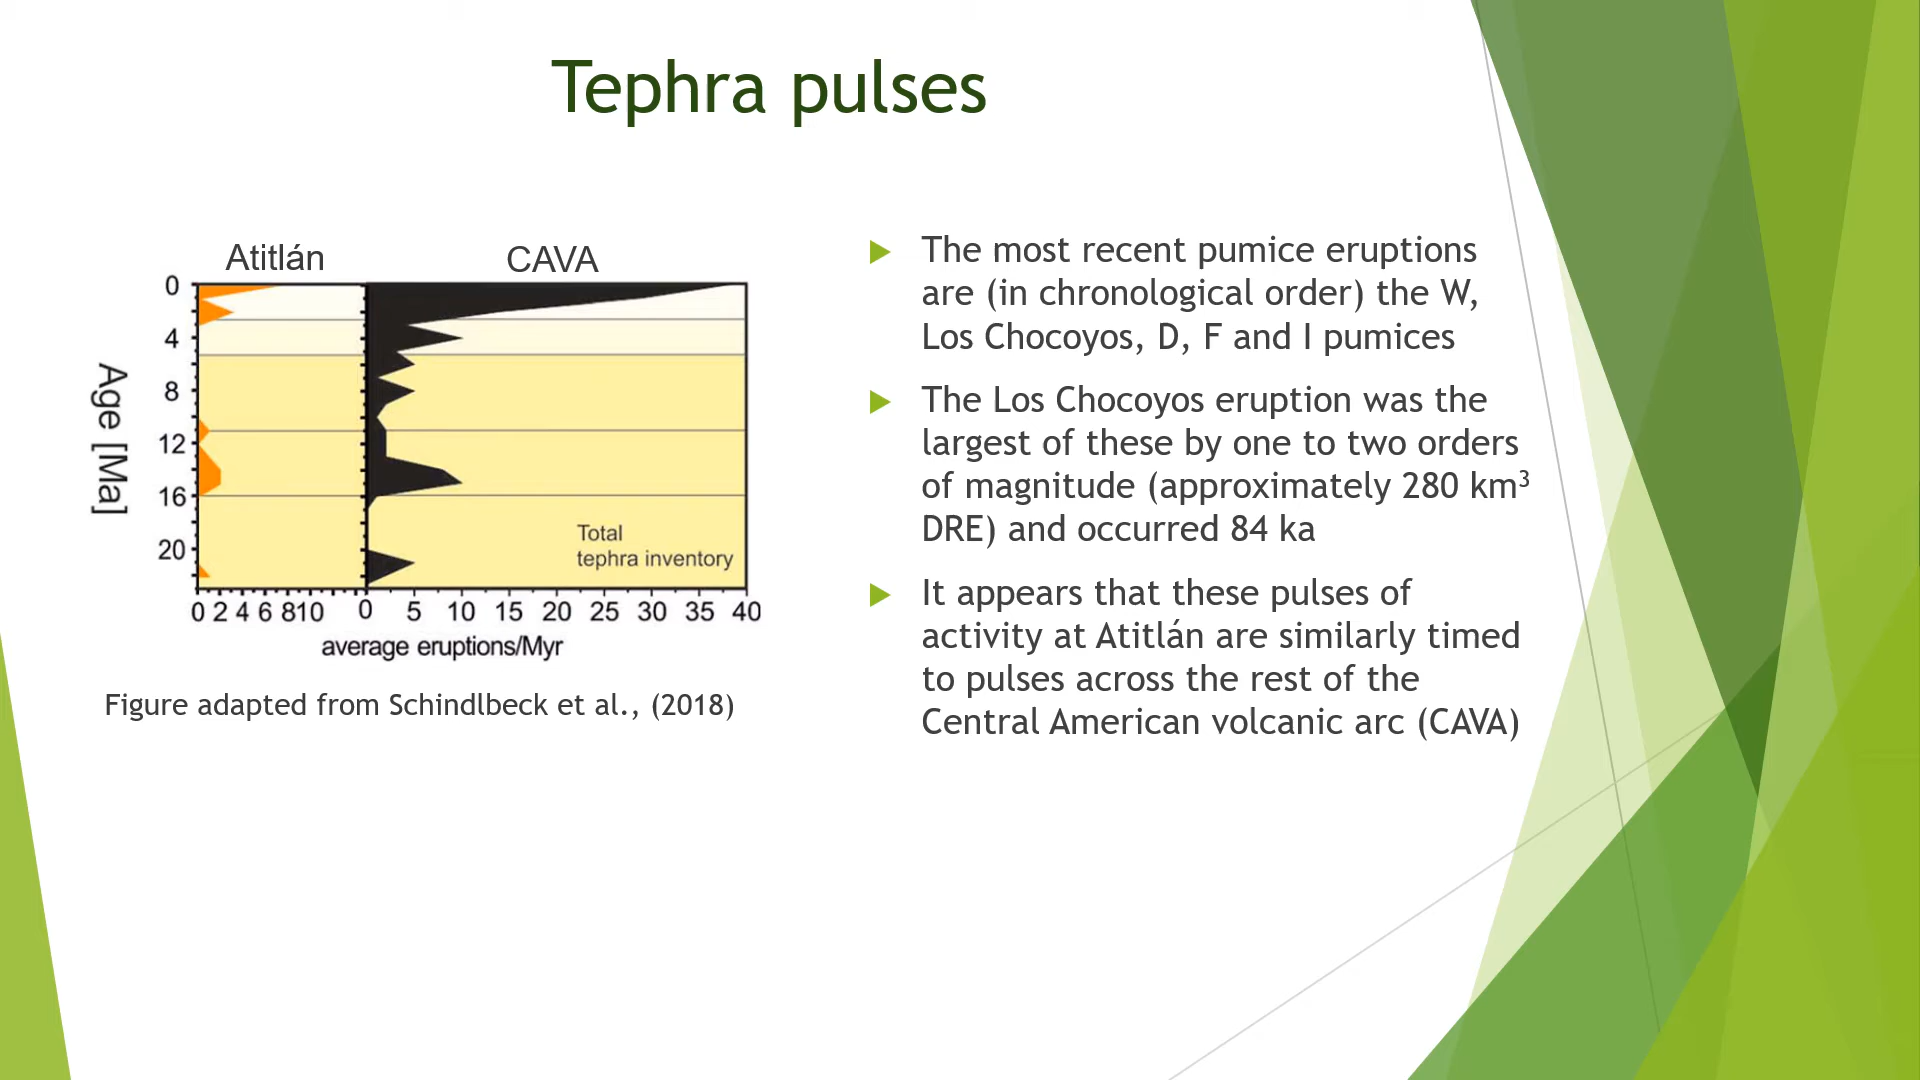 Tephra pulses
Atitlán
CAVA
0
4
8
12
16
20
Age [Ma]
Total
tephra inventory
0 2 4 6 8 10
0 5 10 15 20 25 30 35 40
average eruptions/Myr
Figure adapted from Schindlbeck et al., (2018)
The most recent pumice eruptions
are (in chronological order) the W,
Los Chocoyos, D, F and I pumices
The Los Chocoyos eruption was the
largest of these by one to two orders
of magnitude (approximately 280 km³
DRE) and occurred 84 ka
It appears that these pulses of
activity at Atitlán are similarly timed
to pulses across the rest of the
Central American volcanic arc (CAVA)